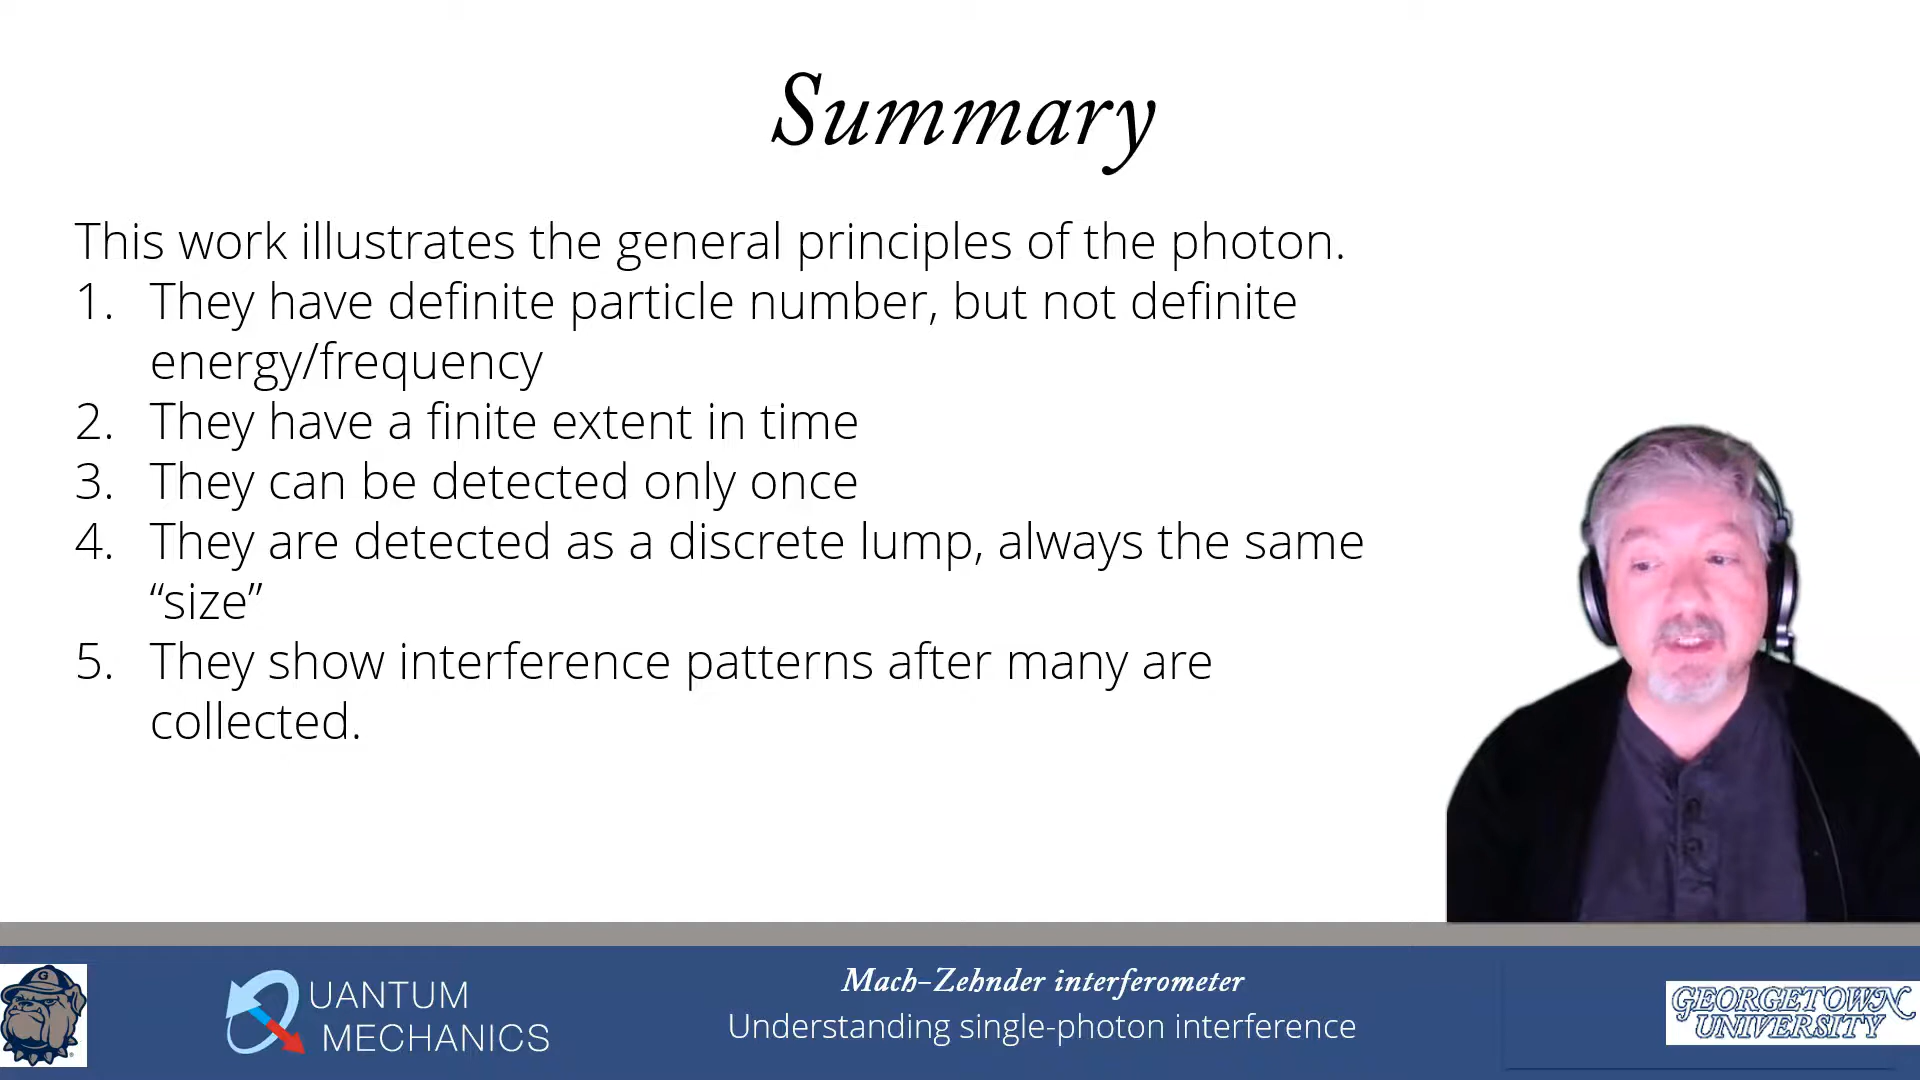 Summary
This work illustrates the general principles of the photon.
1. They have definite particle number, but not definite
energy/frequency
2. They have a finite extent in time
3. They can be detected only once
4. They are detected as a discrete lump, always the same
“size”
5. They show interference patterns after many are
collected.
G
QUANTUM
MECHANICS
Mach-Zehnder interferometer
Understanding single-photon interference
GEORGETOWN
UNIVERSITY